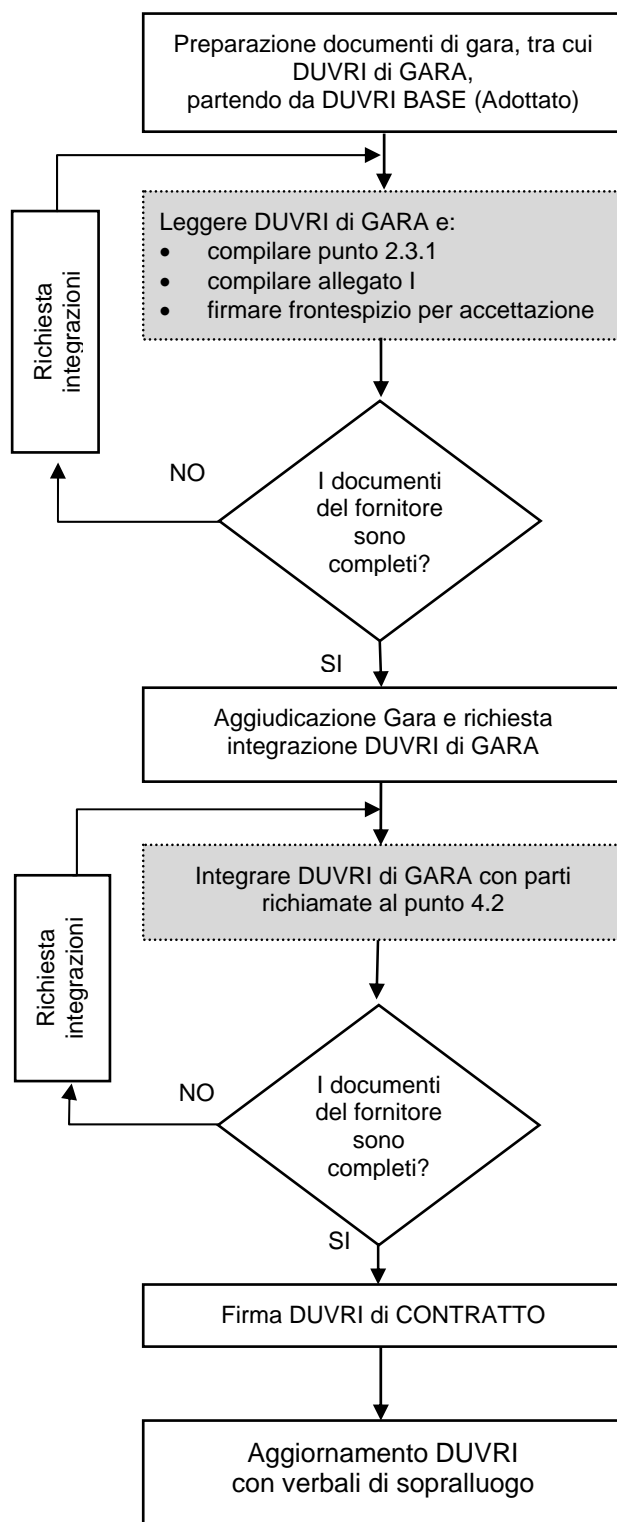 Preparazione documenti di gara, tra cui
DUVRI di GARA,
partendo da DUVRI BASE (Adottato)
Richiesta
integrazioni
Leggere DUVRI di GARA e:
• compilare punto 2.3.1
• compilare allegato I
• firmare frontespizio per accettazione
NO
I documenti
del fornitore
sono
completi?
SI
Aggiudicazione Gara e richiesta
integrazione DUVRI di GARA
Richiesta
integrazioni
Integrare DUVRI di GARA con parti
richiamate al punto 4.2
NO
I documenti
del fornitore
sono
completi?
SI
Firma DUVRI di CONTRATTO
Aggiornamento DUVRI
con verbali di sopralluogo